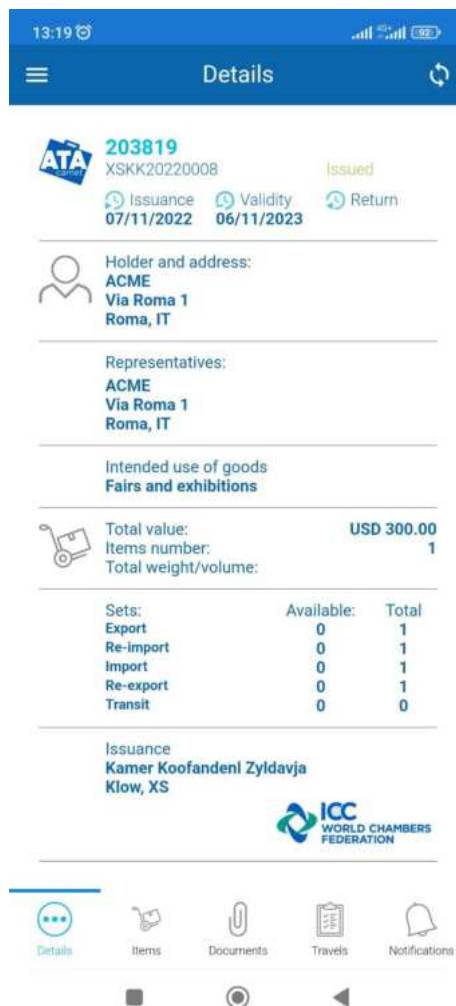 13:19
4G+
92
Details
ATA
carnet
203819
XSKK20220008 Issued
Issuance Validity Return
07/11/2022 06/11/2023
Holder and address:
ACME
Via Roma 1
Roma, IT
Representatives:
ACME
Via Roma 1
Roma, IT
Intended use of goods
Fairs and exhibitions
Total value: USD 300.00
Items number: 1
Total weight/volume:
Sets: Available: Total
Export 0 1
Re-import 0 1
Import 0 1
Re-export 0 1
Transit 0 0
Issuance
Kamer Koofandenl Zyldavja
Klow, XS
ICC
WORLD CHAMBERS
FEDERATION
Details Items Documents Travels Notifications